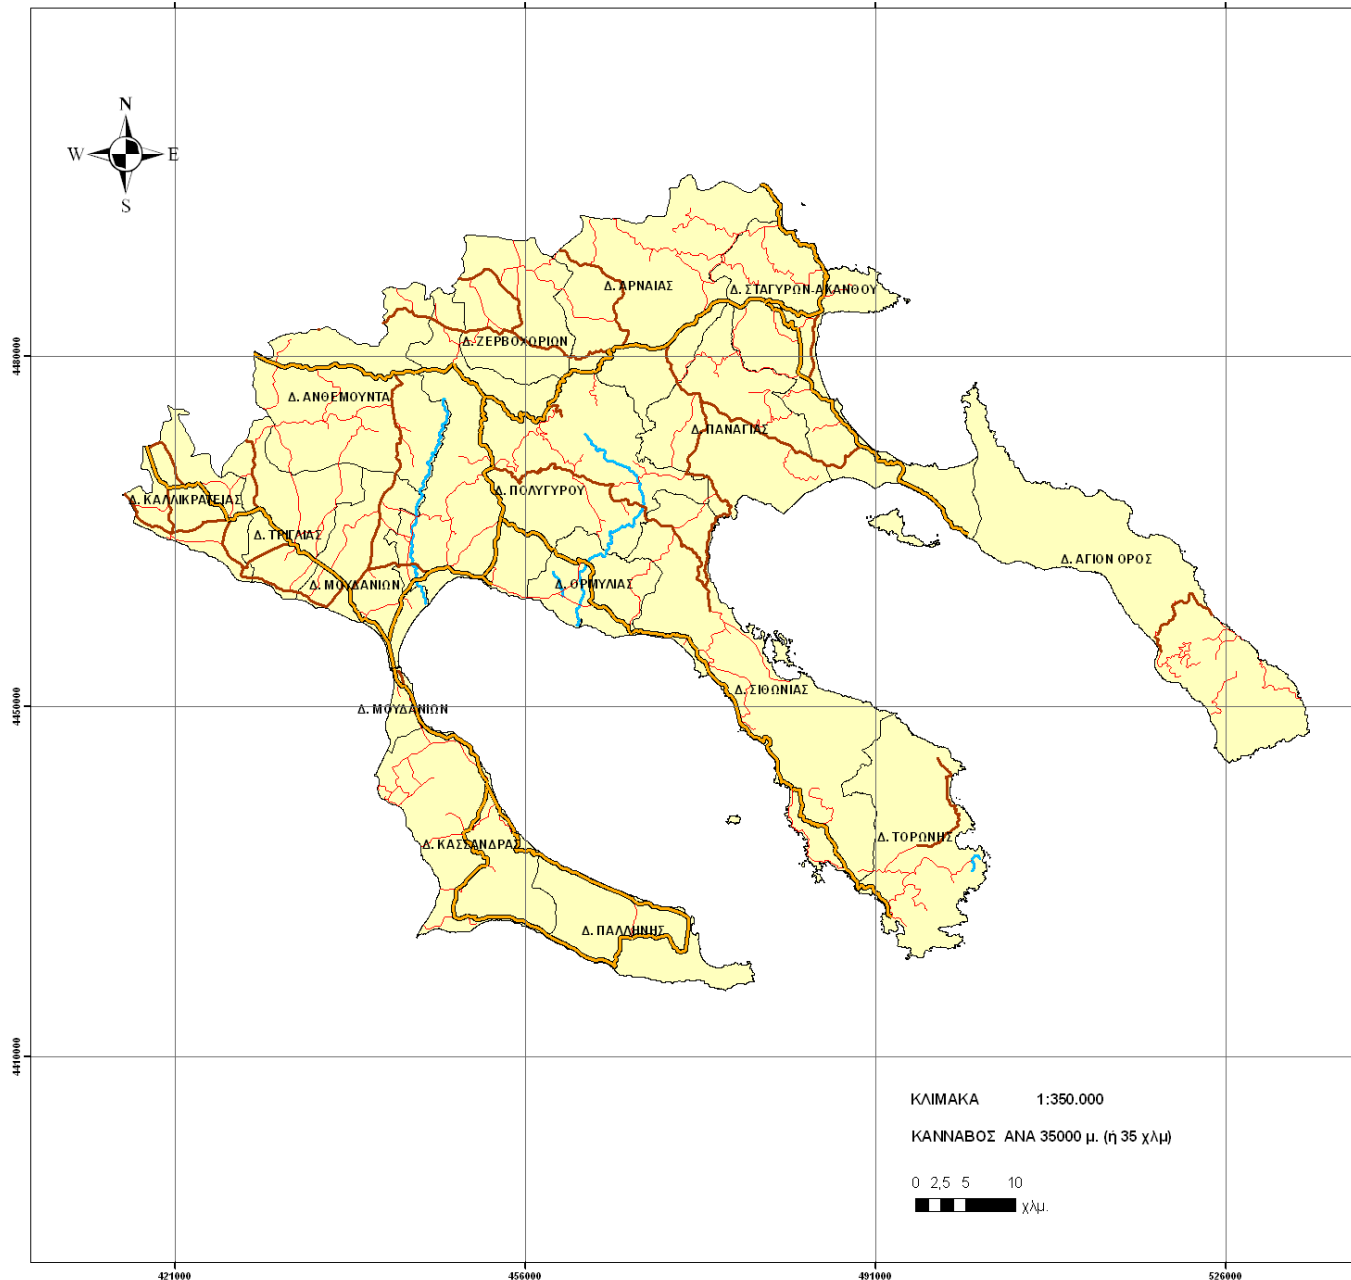 N
W E
S
Δ. ΑΡΝΑΙΑΣ
Δ. ΣΤΑΓΥΡΩΝ-ΑΚΑΝΘΟΥ
Δ. ΖΕΡΒΟΧΩΡΙΩΝ
4480000
Δ. ΑΝΘΕΜΟΥΝΤΑ
Δ. ΠΑΝΑΓΙΑΣ
Δ. ΚΑΛΛΙΚΡΑΤΕΙΑΣ
Δ. ΠΟΛΥΓΥΡΟΥ
Δ. ΤΡΙΓΛΙΑΣ
Δ. ΑΓΙΟΝ ΟΡΟΣ
Δ. ΜΟΥΔΑΝΙΩΝ
Δ. ΟΡΜΥΛΙΑΣ
Δ. ΣΙΘΩΝΙΑΣ
Δ. ΜΟΥΔΑΝΙΩΝ
Δ. ΤΟΡΩΝΗΣ
Δ. ΚΑΣΣΑΝΔΡΑΣ
Δ. ΠΑΛΛΗΝΗΣ
4410000
ΚΛΙΜΑΚΑ 1:350.000
ΚΑΝΝΑΒΟΣ ΑΝΑ 35000 μ. (ή 35 χλμ)
0 2,5 5 10
χλμ.
421000 456000 491000 526000